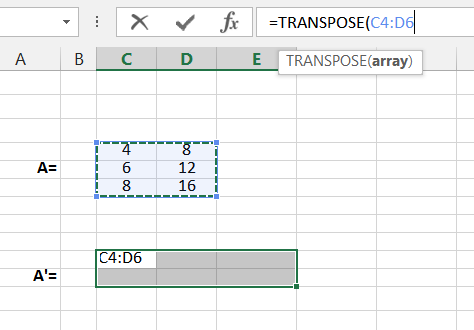 =TRANSPOSE(C4:D6
TRANSPOSE(array)
A B C D E
4 8
A= 6 12
8 16
C4:D6
A'=